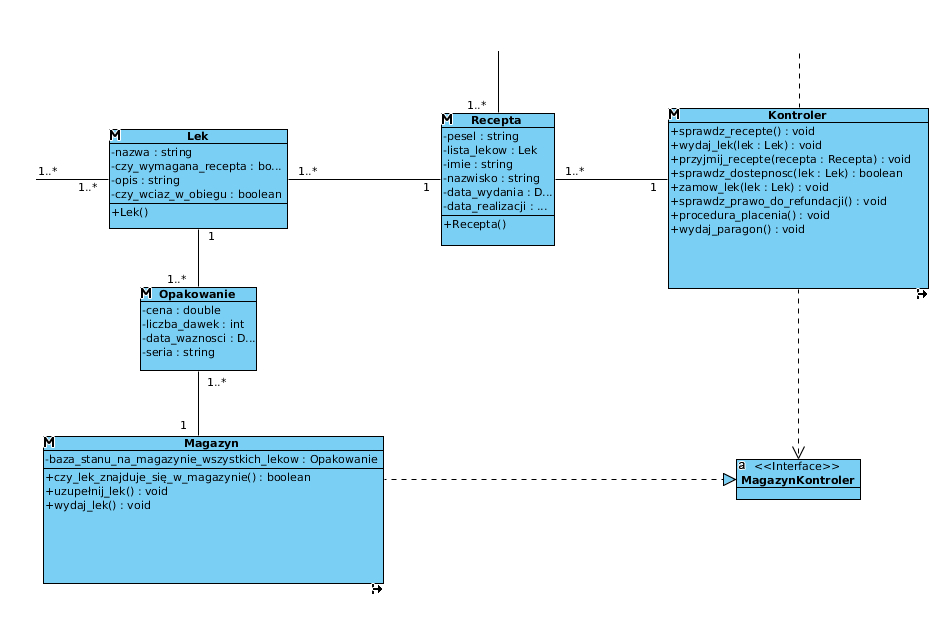 1..*
M Recepta
-pesel : string
-lista_lekow : Lek
-imie : string
-nazwisko : string
-data_wydania : D...
-data_realizacji : ...
+Recepta()
M Kontroler
+sprawdz_recepte() : void
+wydaj_lek(lek : Lek) : void
+przyjmij_recepte(recepta : Recepta) : void
+sprawdz_dostepnosc(lek : Lek) : boolean
+zamow_lek(lek : Lek) : void
+sprawdz_prawo_do_refundacji() : void
+procedura_placenia() : void
+wydaj_paragon() : void
M Lek
-nazwa : string
-czy_wymagana_recepta : bo...
-opis : string
-czy_wciaz_w_obiegu : boolean
+Lek()
1..*
1..*
1..*
1
1..*
1
1
1..*
M Opakowanie
-cena : double
-liczba_dawek : int
-data_waznosci : D...
-seria : string
1..*
1
M Magazyn
-baza_stanu_na_magazynie_wszystkich_lekow : Opakowanie
+czy_lek_znajduje_się_w_magazynie() : boolean
+uzupełnij_lek() : void
+wydaj_lek() : void
a <<Interface>>
MagazynKontroler